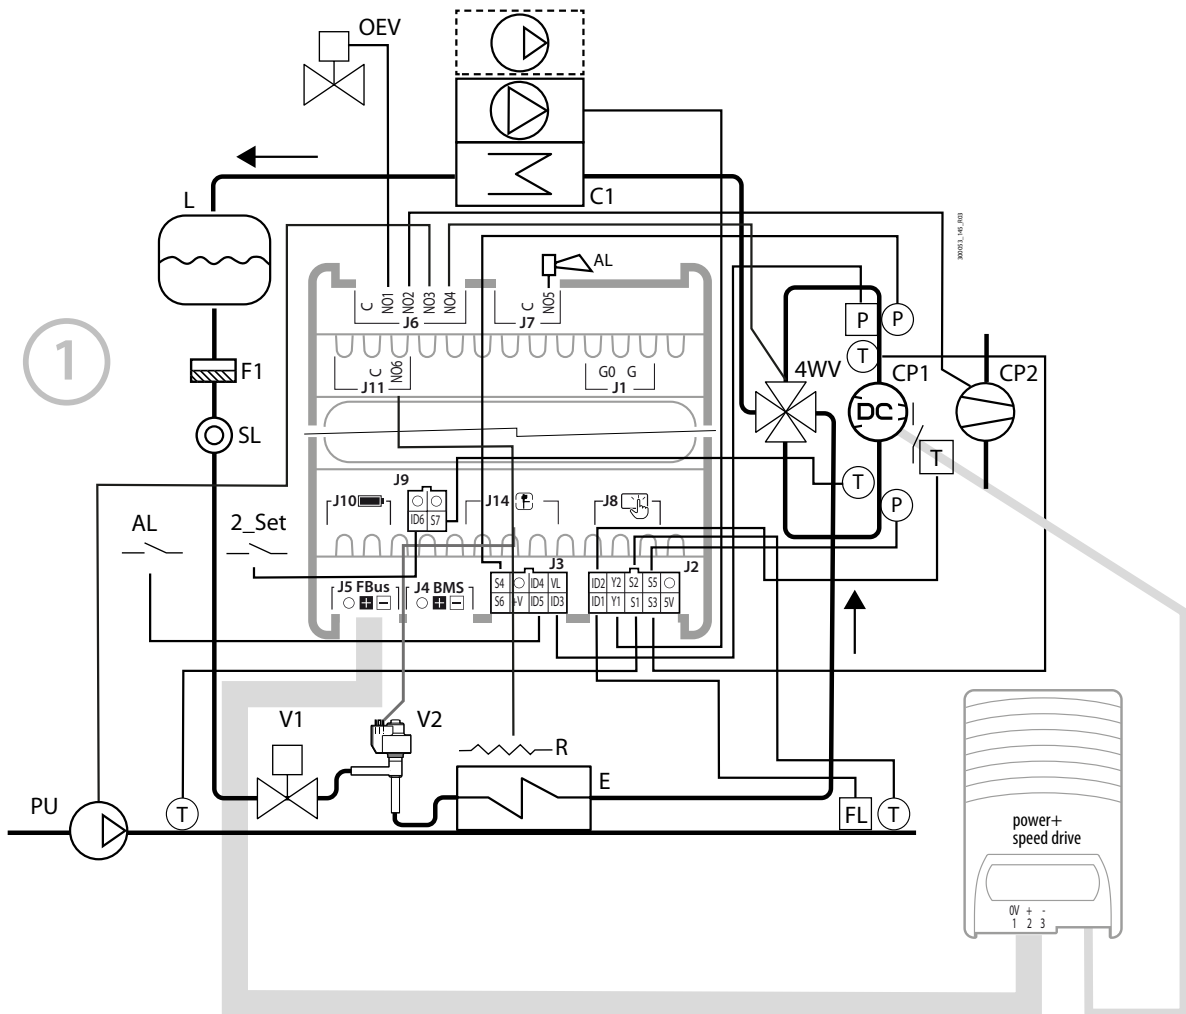 OEV
C1
L
300053_145_R03
AL
C NO1 NO2 NO3 NO4
J6
C NO5
J7
P P
1
F1
C NO6
J11
G0 G
J1
T
4WV
CP1
CP2
DC
SL
T
J9
T
J10
ID6 S7
J14
J8
P
AL
2_Set
J3
J2
J5 FBus
J4 BMS
S4 ID4 VL
S6 +V ID5 ID3
ID2 Y2 S2 S5
ID1 Y1 S1 S3 5V
+ −
+ −
V1
V2
R
E
PU
T
FL T
power+
speed drive
0V + -
1 2 3